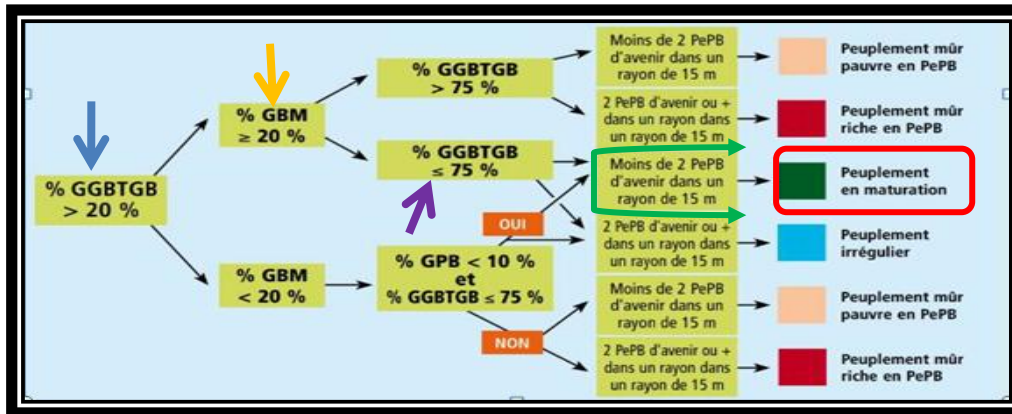 % GGBTGB
> 20 %
% GBM
≥ 20 %
% GBM
< 20 %
% GGBTGB
> 75 %
% GGBTGB
≤ 75 %
OUI
% GPB < 10 %
et
% GGBTGB ≤ 75 %
NON
Moins de 2 PePB
d'avenir dans un
rayon de 15 m
2 PePB d'avenir ou +
dans un rayon dans
un rayon de 15 m
Moins de 2 PePB
d'avenir dans un
rayon de 15 m
2 PePB d'avenir ou +
dans un rayon dans
un rayon de 15 m
Moins de 2 PePB
d'avenir dans un
rayon de 15 m
2 PePB d'avenir ou +
dans un rayon dans
un rayon de 15 m
Peuplement mûr
pauvre en PePB
Peuplement mûr
riche en PePB
Peuplement
en maturation
Peuplement
irrégulier
Peuplement mûr
pauvre en PePB
Peuplement mûr
riche en PePB